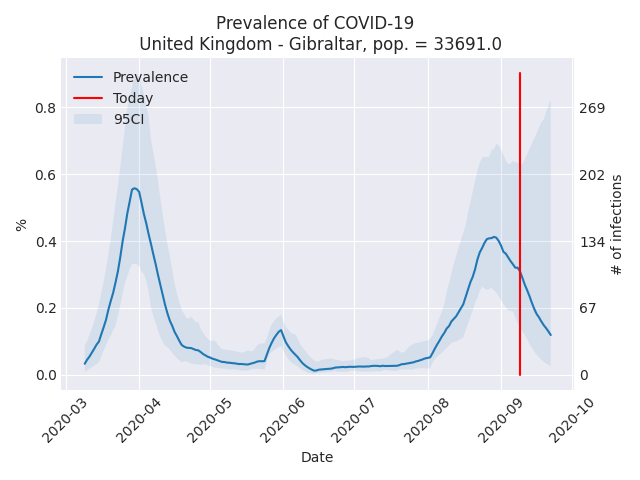 Prevalence of COVID-19
United Kingdom - Gibraltar, pop. = 33691.0
Prevalence
Today
95CI
0.8
0.6
0.4
0.2
0.0
%
269
202
134
67
0
# of infections
2020-03
2020-04
2020-05
2020-06
2020-07
2020-08
2020-09
2020-10
Date